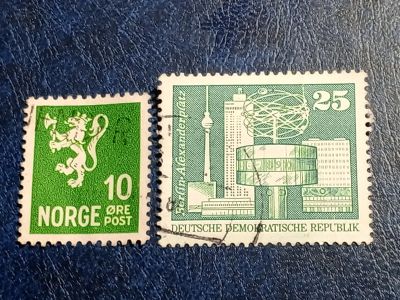 10
NORGE ØRE
POST
25
Berlin-Alexanderplatz
DEUTSCHE DEMOKRATISCHE REPUBLIK